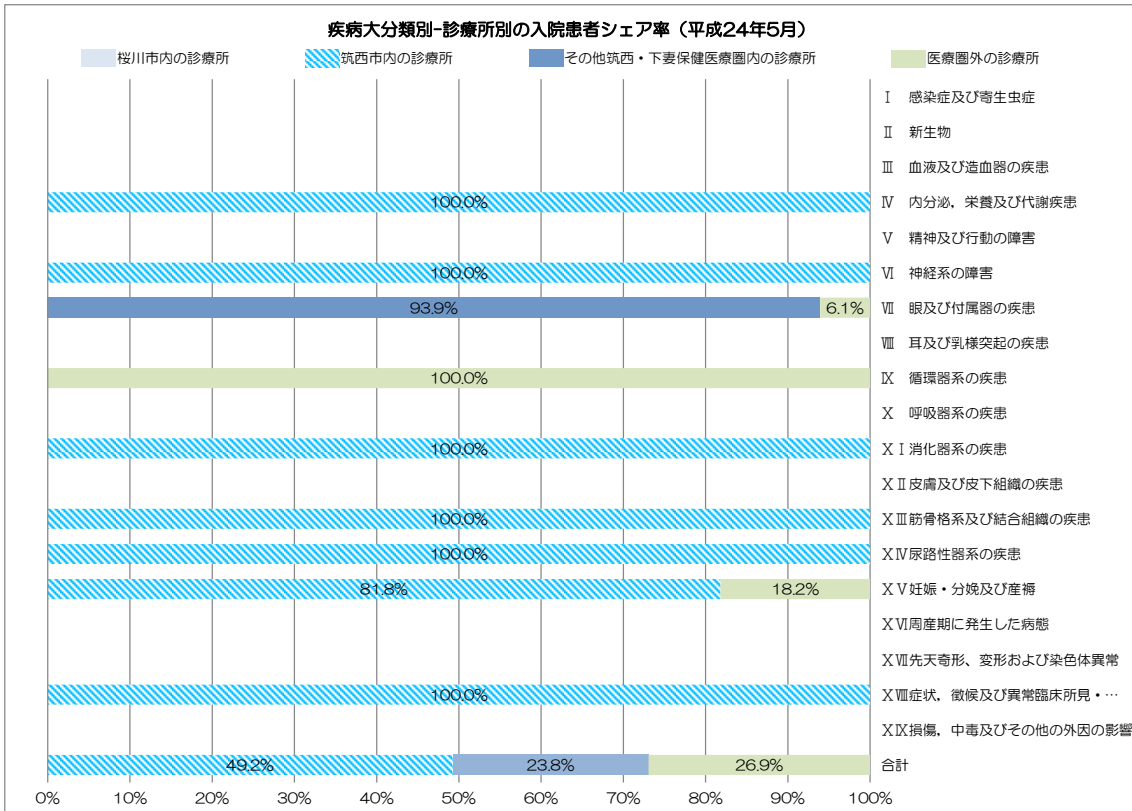 疾病大分類別-診療所別の入院患者シェア率（平成24年5月）
桜川市内の診療所 筑西市内の診療所 その他筑西・下妻保健医療圏内の診療所 医療圏外の診療所
Ⅰ 感染症及び寄生虫症
Ⅱ 新生物
Ⅲ 血液及び造血器の疾患
100.0% Ⅳ 内分泌，栄養及び代謝疾患
Ⅴ 精神及び行動の障害
100.0% Ⅵ 神経系の障害
93.9% 6.1% Ⅶ 眼及び付属器の疾患
Ⅷ 耳及び乳様突起の疾患
100.0% Ⅸ 循環器系の疾患
Ⅹ 呼吸器系の疾患
100.0% ⅩⅠ消化器系の疾患
ⅩⅡ皮膚及び皮下組織の疾患
100.0% ⅩⅢ筋骨格系及び結合組織の疾患
100.0% ⅩⅣ尿路性器系の疾患
81.8% 18.2% ⅩⅤ妊娠・分娩及び産褥
ⅩⅥ周産期に発生した病態
ⅩⅦ先天奇形、変形および染色体異常
100.0% ⅩⅧ症状，徴候及び異常臨床所見・…
ⅩⅨ損傷，中毒及びその他の外因の影響
49.2% 23.8% 26.9% 合計
0% 10% 20% 30% 40% 50% 60% 70% 80% 90% 100%